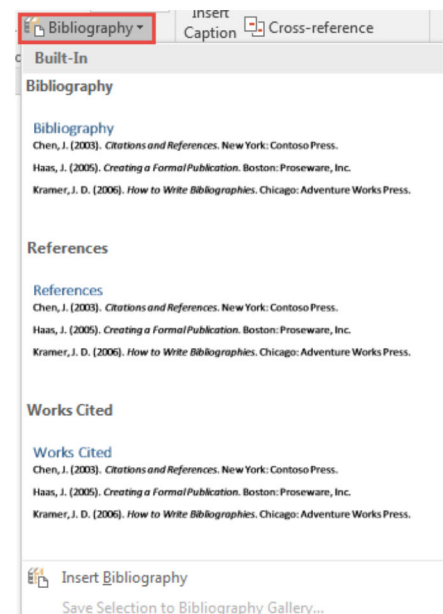 Insert
Bibliography
Caption Cross-reference
Built-In
Bibliography
Bibliography
Chen, J. (2003). Citations and References. New York: Contoso Press.
Haas, J. (2005). Creating a Formal Publication. Boston: Proseware, Inc.
Kramer, J. D. (2006). How to Write Bibliographies. Chicago: Adventure Works Press.
References
References
Chen, J. (2003). Citations and References. New York: Contoso Press.
Haas, J. (2005). Creating a Formal Publication. Boston: Proseware, Inc.
Kramer, J. D. (2006). How to Write Bibliographies. Chicago: Adventure Works Press.
Works Cited
Works Cited
Chen, J. (2003). Citations and References. New York: Contoso Press.
Haas, J. (2005). Creating a Formal Publication. Boston: Proseware, Inc.
Kramer, J. D. (2006). How to Write Bibliographies. Chicago: Adventure Works Press.
Insert Bibliography
Save Selection to Bibliography Gallery...